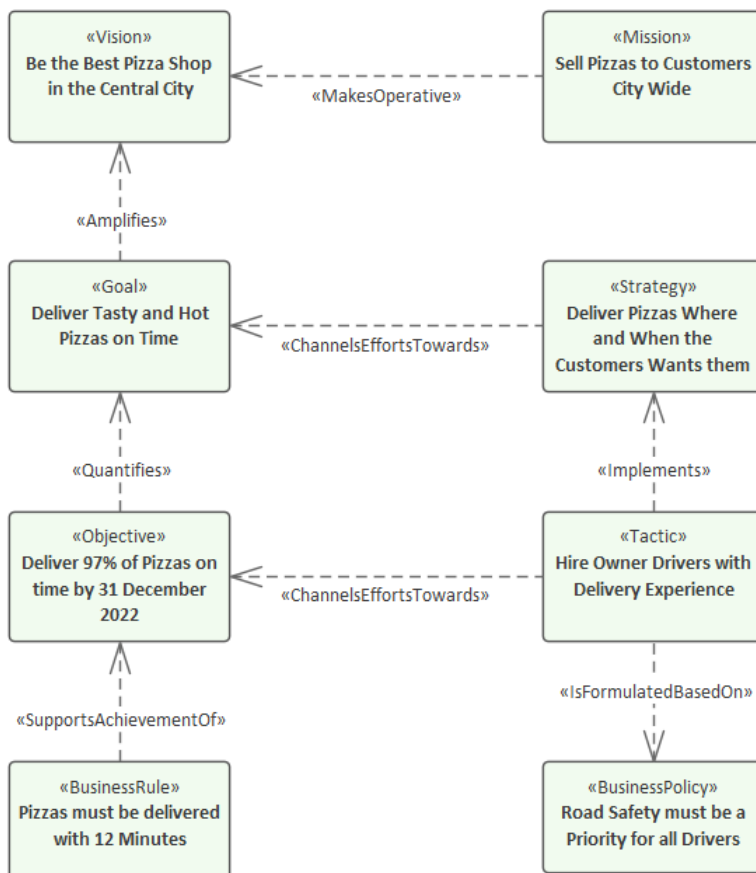 «Vision»
Be the Best Pizza Shop
in the Central City
«Mission»
Sell Pizzas to Customers
City Wide
«MakesOperative»
«Amplifies»
«Goal»
Deliver Tasty and Hot
Pizzas on Time
«Strategy»
Deliver Pizzas Where
and When the
Customers Wants them
«ChannelsEffortsTowards»
«Quantifies»
«Implements»
«Objective»
Deliver 97% of Pizzas on
time by 31 December
2022
«Tactic»
Hire Owner Drivers with
Delivery Experience
«ChannelsEffortsTowards»
«IsFormulatedBasedOn»
«SupportsAchievementOf»
«BusinessRule»
Pizzas must be delivered
with 12 Minutes
«BusinessPolicy»
Road Safety must be a
Priority for all Drivers